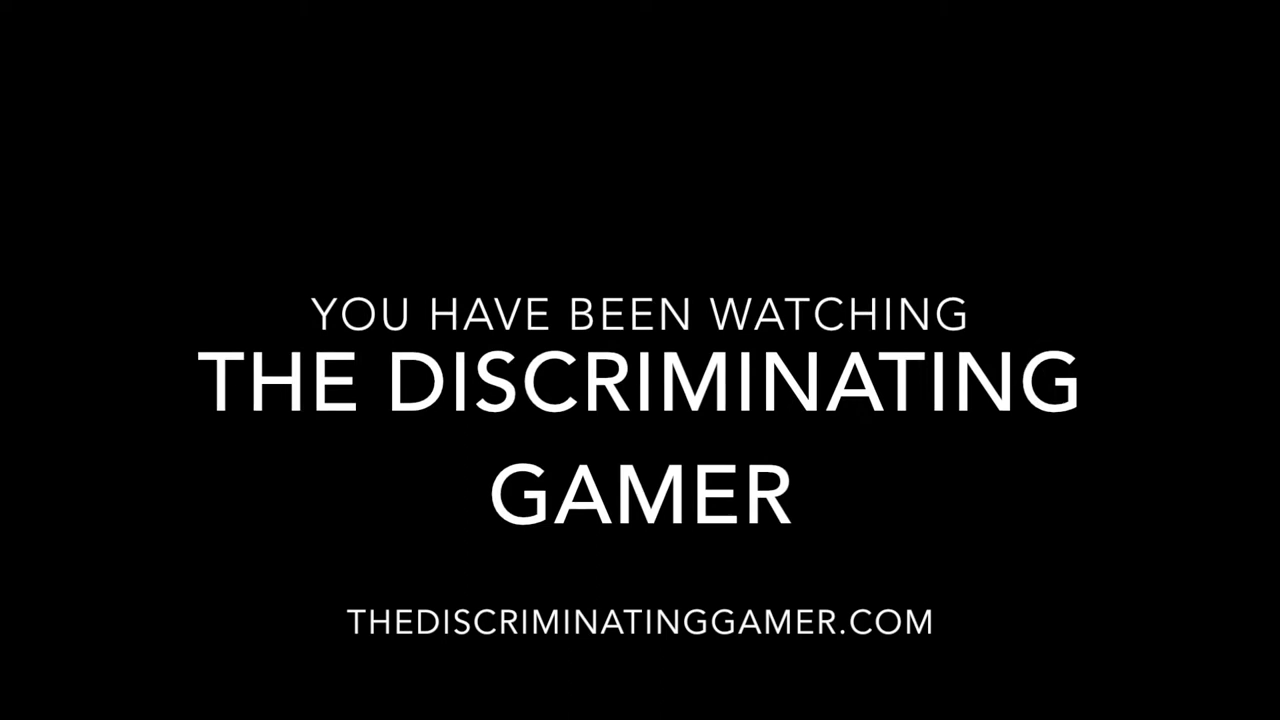 YOU HAVE BEEN WATCHING
THE DISCRIMINATING
GAMER
THEDISCRIMINATINGGAMER.COM